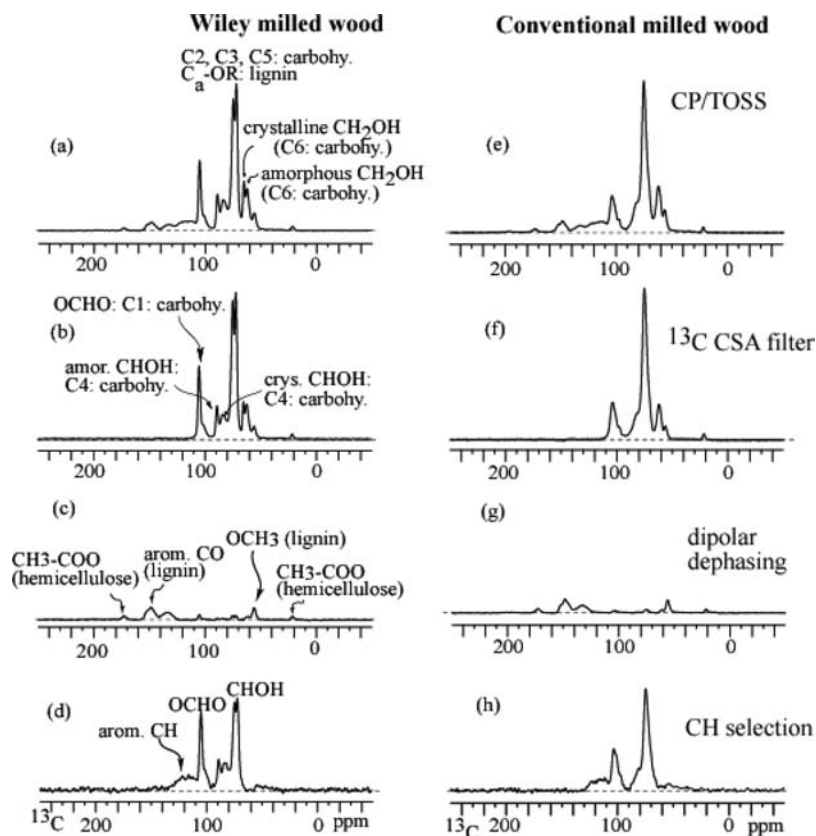 Wiley milled wood
Conventional milled wood
C2, C3, C5: carbohy.
Ca-OR: lignin
(a)
crystalline CH2OH
(C6: carbohy.)
amorphous CH2OH
(C6: carbohy.)
200 100 0
(e)
CP/TOSS
200 100 0
OCHO: C1: carbohy.
(b)
amor. CHOH:
C4: carbohy.
crys. CHOH:
C4: carbohy.
200 100 0
(f)
13C CSA filter
200 100 0
(c)
CH3-COO
(hemicellulose)
arom. CO
(lignin)
OCH3 (lignin)
CH3-COO
(hemicellulose)
200 100 0
(g)
dipolar
dephasing
200 100 0
(d)
OCHO
CHOH
arom. CH
13C 200 100 0 ppm
(h)
CH selection
13C 200 100 0 ppm